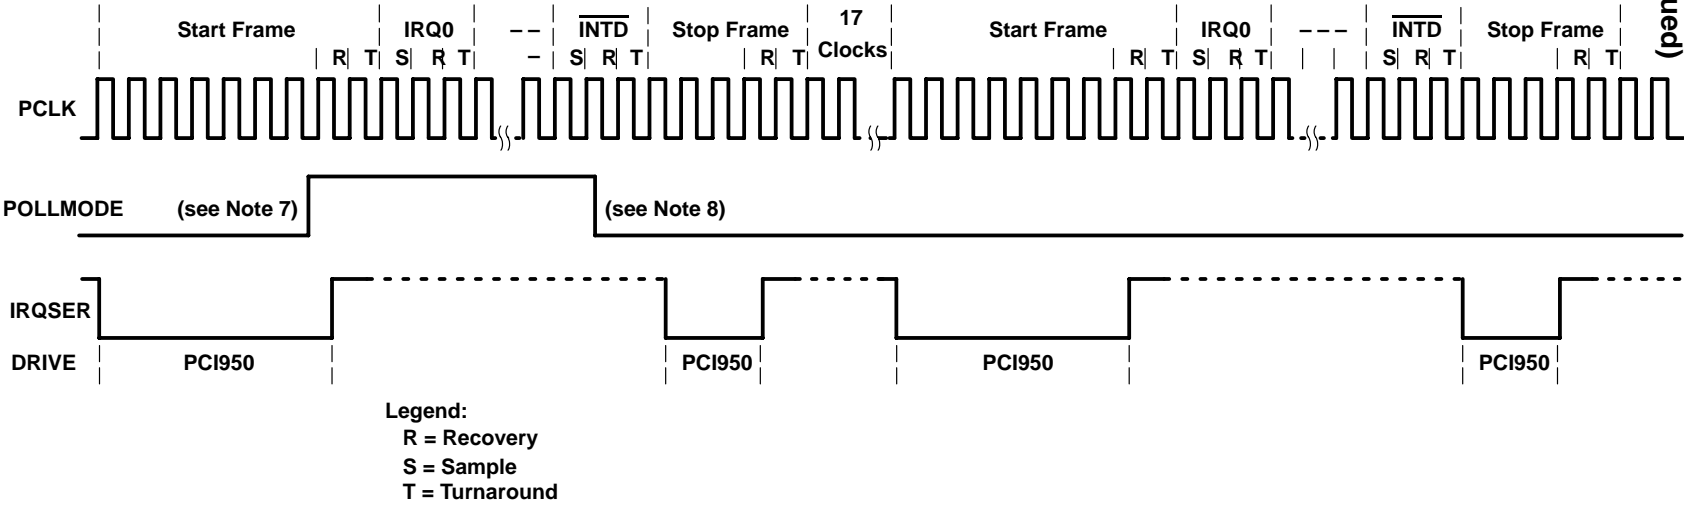 Start Frame IRQ0 – – INTD Stop Frame 17 Clocks Start Frame IRQ0 – – – INTD Stop Frame
R T S R T – S R T R T R T S R T S R T R T
ued)
PCLK
POLLMODE (see Note 7) (see Note 8)
IRQSER
DRIVE PCI950 PCI950 PCI950 PCI950
Legend:
R = Recovery
S = Sample
T = Turnaround